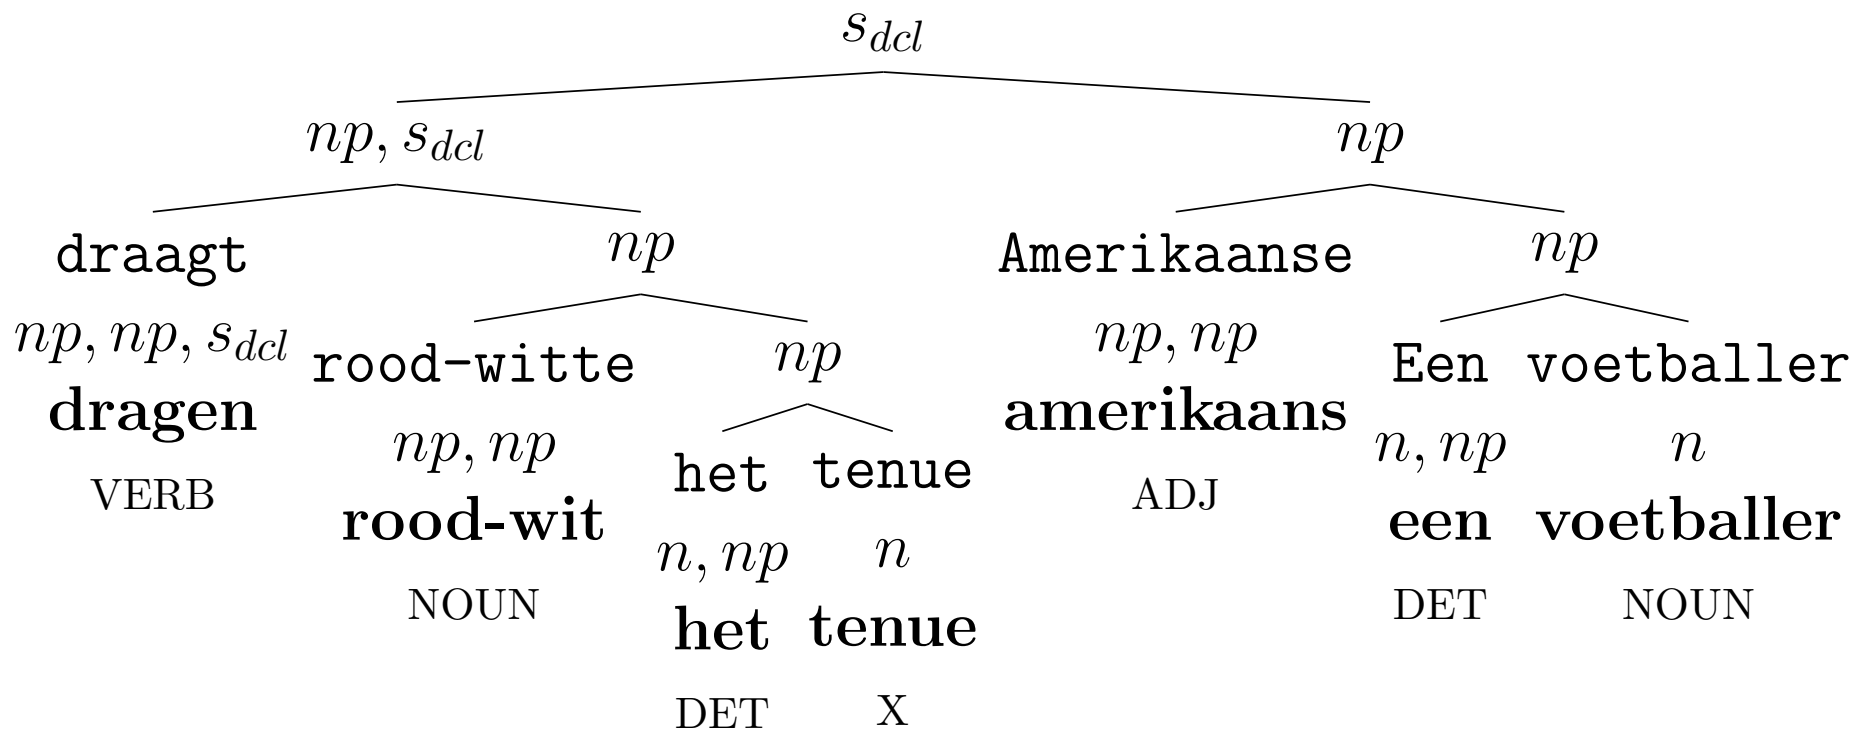 s_dcl
np, s_dcl np
draagt np Amerikaanse np
np, np, s_dcl rood-witte np np, np Een voetballer
dragen np, np het tenue amerikaans n, np n
VERB rood-wit n, np n ADJ een voetballer
NOUN het tenue DET NOUN
DET X